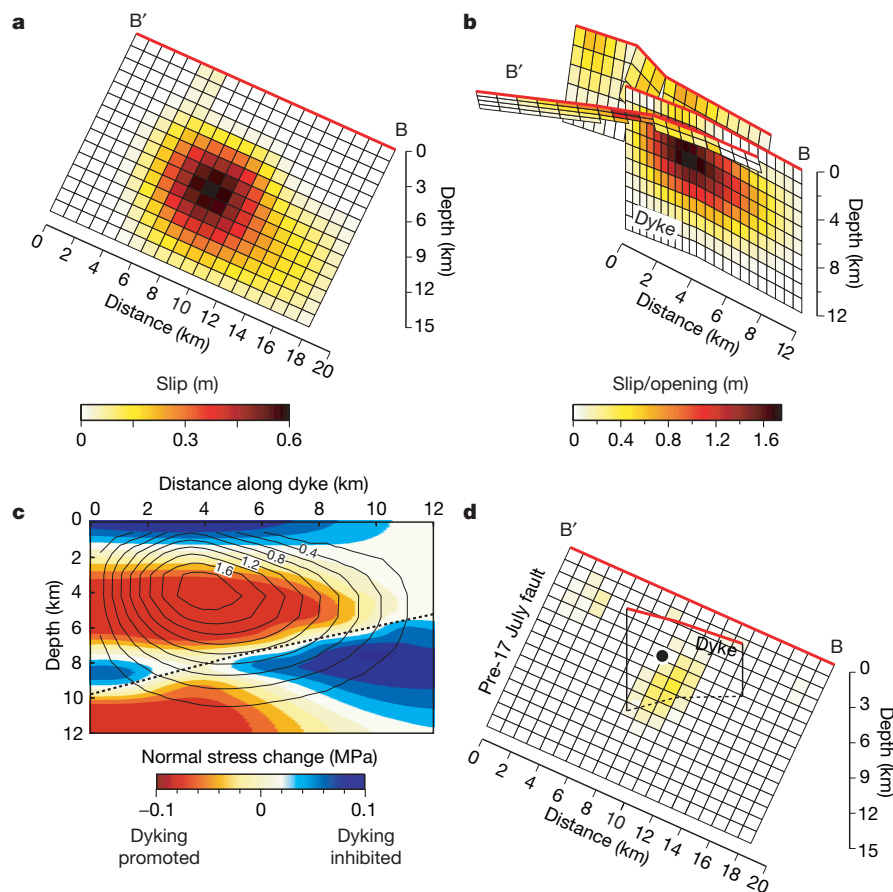 a
B′
B
0
3
6
9
12
15
Depth (km)
0 2 4 6 8 10 12 14 16 18 20
Distance (km)
Slip (m)
0 0.3 0.6
b
B′
B
0
4
8
12
Depth (km)
Dyke
0 2 4 6 8 12
Distance (km)
Slip/opening (m)
0 0.4 0.8 1.2 1.6
c
Distance along dyke (km)
0 2 4 6 8 10 12
0
2
4
6
8
10
12
Depth (km)
1.6 1.2 0.8 0.4
Normal stress change (MPa)
–0.1 0 0.1
Dyking promoted
Dyking inhibited
d
B′
B
Pre-17 July fault
Dyke
0
3
6
9
12
15
Depth (km)
0 2 4 6 8 10 12 14 16 18 20
Distance (km)